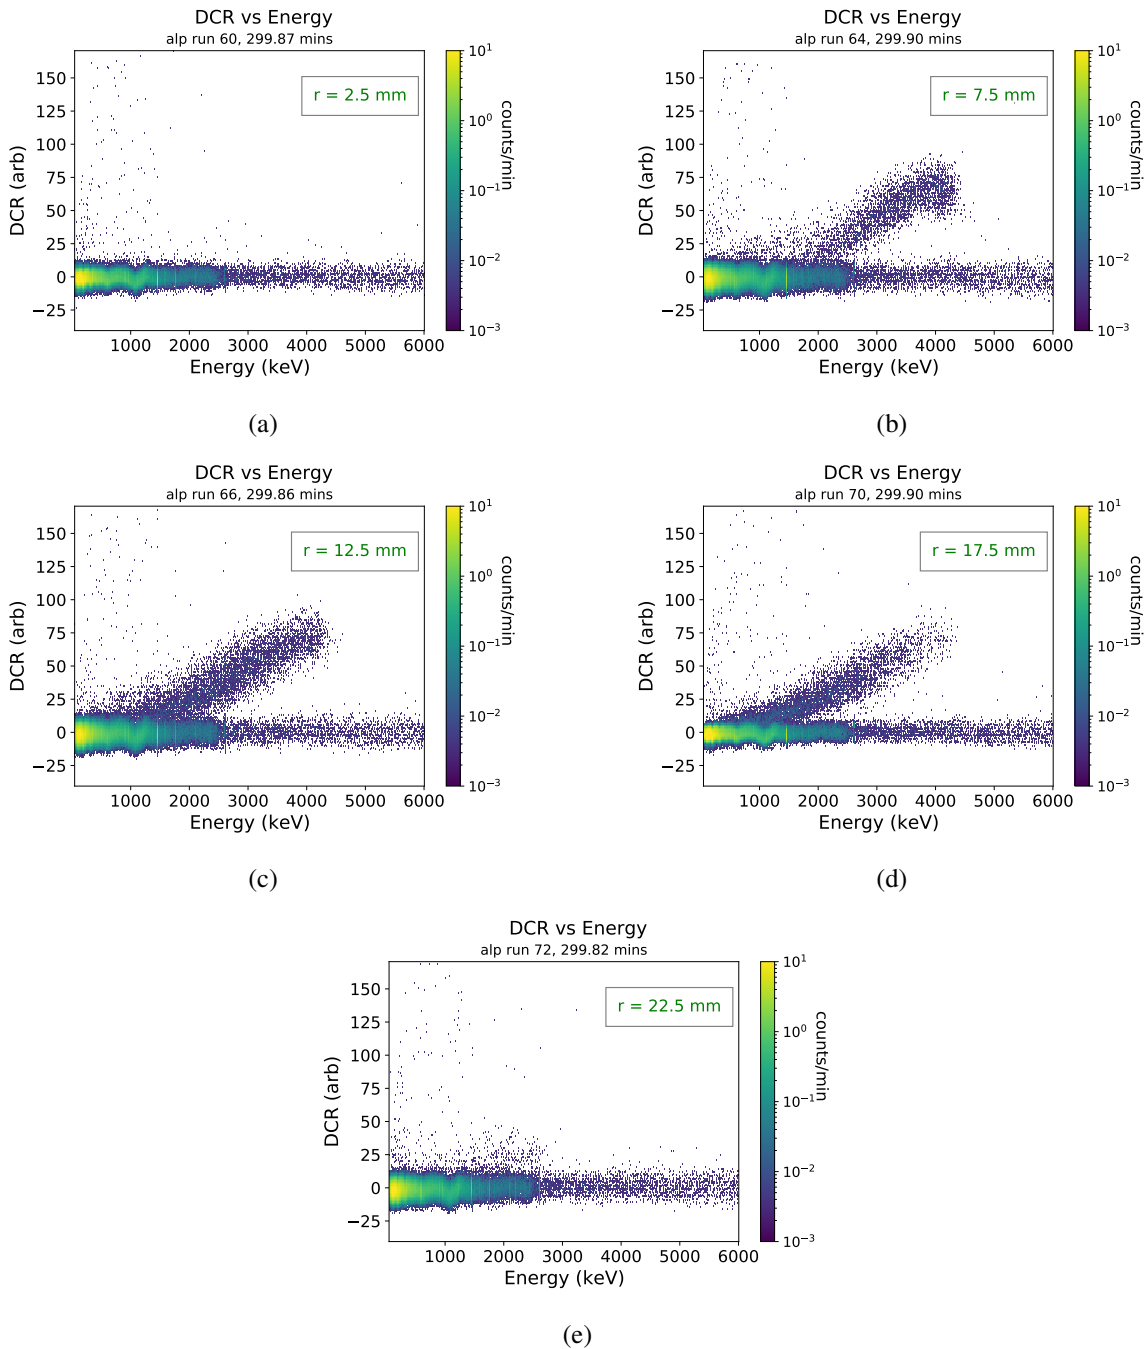 DCR vs Energy
alp run 60, 299.87 mins
r = 2.5 mm
DCR (arb)
150
125
100
75
50
25
0
−25
1000 2000 3000 4000 5000 6000
Energy (keV)
10^1
10^0
10^-1
10^-2
10^-3
counts/min
(a)
DCR vs Energy
alp run 64, 299.90 mins
r = 7.5 mm
DCR (arb)
150
125
100
75
50
25
0
−25
1000 2000 3000 4000 5000 6000
Energy (keV)
10^1
10^0
10^-1
10^-2
10^-3
counts/min
(b)
DCR vs Energy
alp run 66, 299.86 mins
r = 12.5 mm
DCR (arb)
150
125
100
75
50
25
0
−25
1000 2000 3000 4000 5000 6000
Energy (keV)
10^1
10^0
10^-1
10^-2
10^-3
counts/min
(c)
DCR vs Energy
alp run 70, 299.90 mins
r = 17.5 mm
DCR (arb)
150
125
100
75
50
25
0
−25
1000 2000 3000 4000 5000 6000
Energy (keV)
10^1
10^0
10^-1
10^-2
10^-3
counts/min
(d)
DCR vs Energy
alp run 72, 299.82 mins
r = 22.5 mm
DCR (arb)
150
125
100
75
50
25
0
−25
1000 2000 3000 4000 5000 6000
Energy (keV)
10^1
10^0
10^-1
10^-2
10^-3
counts/min
(e)